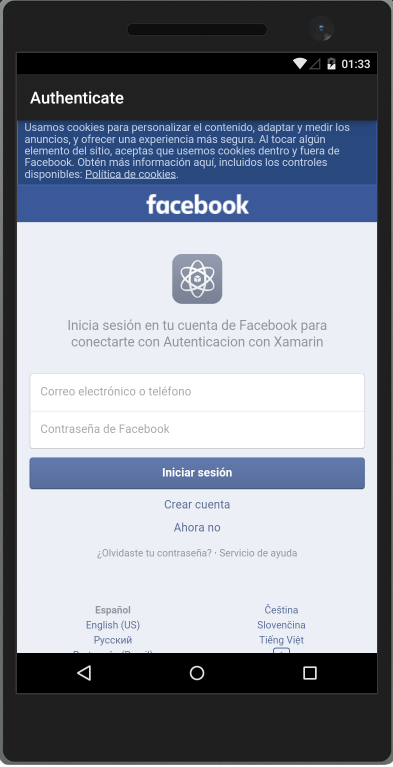 01:33
Authenticate
Usamos cookies para personalizar el contenido, adaptar y medir los
anuncios, y ofrecer una experiencia más segura. Al tocar algún
elemento del sitio, aceptas que usemos cookies dentro y fuera de
Facebook. Obtén más información aquí, incluidos los controles
disponibles: Política de cookies.
facebook
Inicia sesión en tu cuenta de Facebook para
conectarte con Autenticacion con Xamarin
Correo electrónico o teléfono
Contraseña de Facebook
Iniciar sesión
Crear cuenta
Ahora no
¿Olvidaste tu contraseña? · Servicio de ayuda
Español
Čeština
English (US)
Slovenčina
Русский
Tiếng Việt